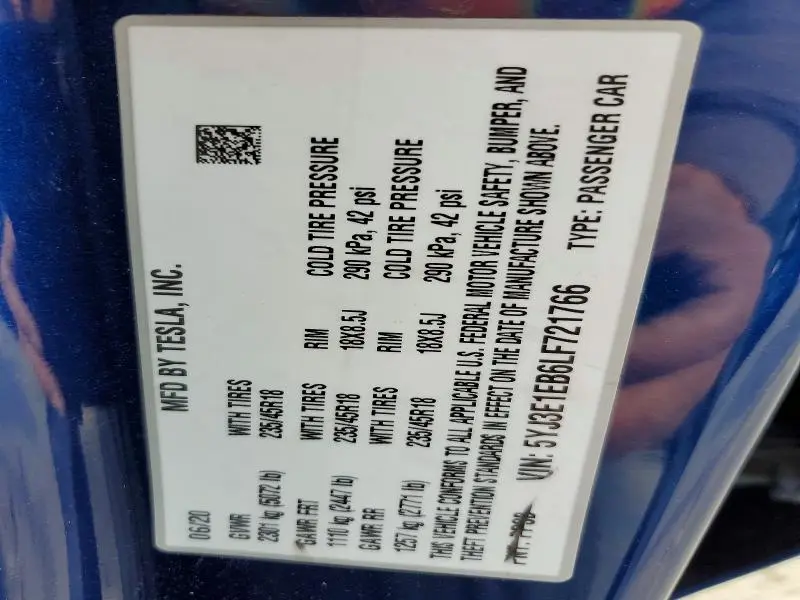 MFD BY TESLA, INC.
06/20
GVWR WITH TIRES
2301 kg (5072 lb) 235/45R18
GAWR FRT WITH TIRES RIM COLD TIRE PRESSURE
1110 kg (2447 lb) 235/45R18 18X8.5J 290 kPa, 42 psi
GAWR RR WITH TIRES RIM COLD TIRE PRESSURE
1257 kg (2771 lb) 235/45R18 18X8.5J 290 kPa, 42 psi
THIS VEHICLE CONFORMS TO ALL APPLICABLE U.S. FEDERAL MOTOR VEHICLE SAFETY, BUMPER, AND
THEFT PREVENTION STANDARDS IN EFFECT ON THE DATE OF MANUFACTURE SHOWN ABOVE.
PNT: PPSB VIN: 5YJ3E1EB6LF721766 TYPE: PASSENGER CAR